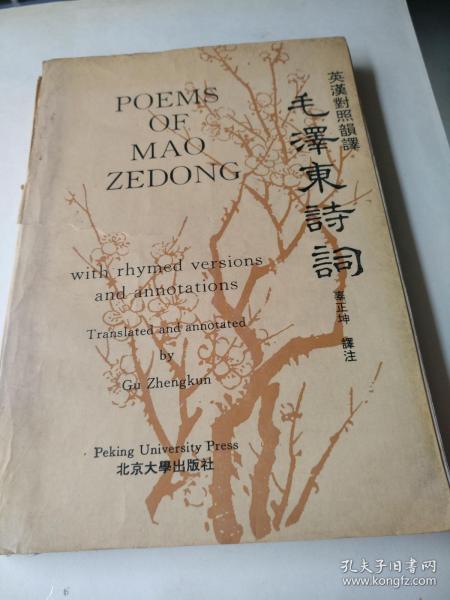 POEMS
OF
MAO
ZEDONG
with rhymed versions
and annotations
Translated and annotated
by
Gu Zhengkun
Peking University Press
北京大學出版社
英漢對照韻譯
毛澤東詩詞
辜正坤 譯注
孔夫子旧书网
www.kongfz.com